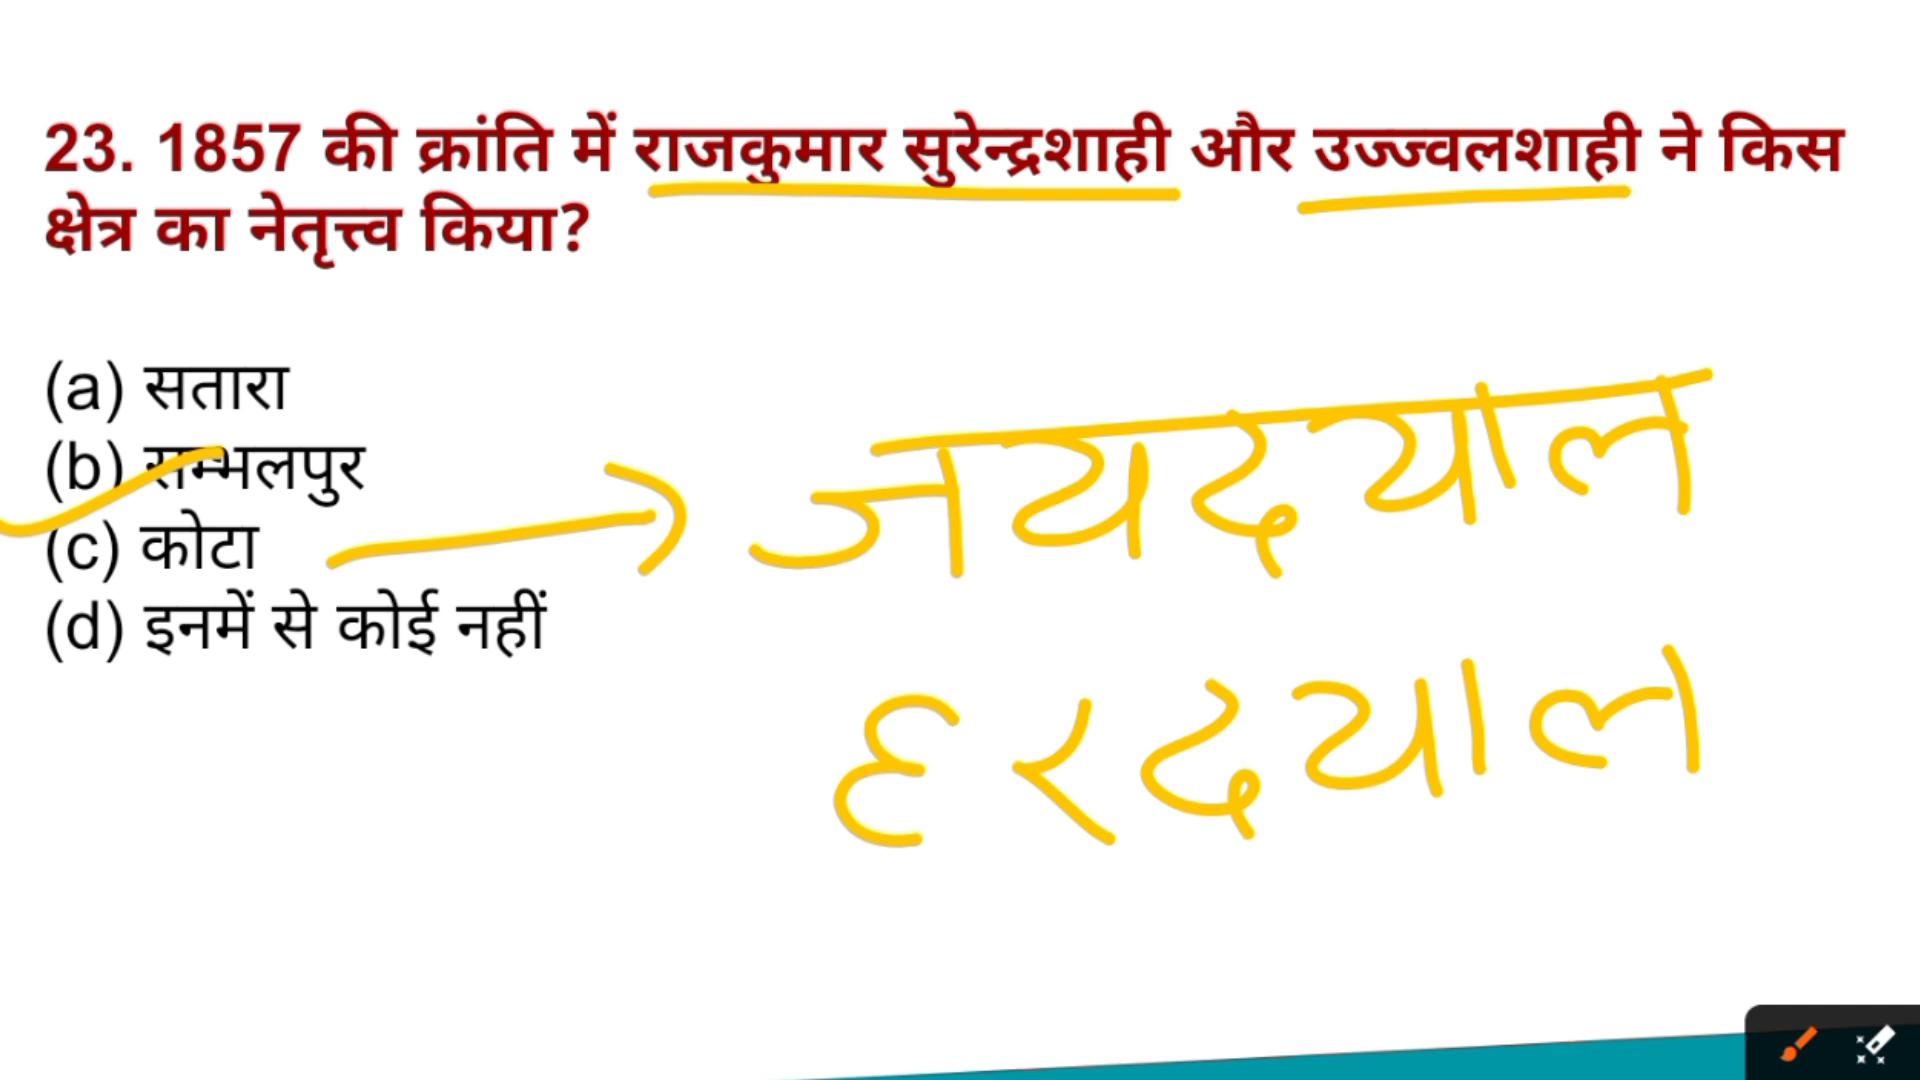 23. 1857 की क्रांति में राजकुमार सुरेन्द्रशाही और उज्ज्वलशाही ने किस
क्षेत्र का नेतृत्त्व किया?
(a) सतारा
(b) सम्भलपुर
(c) कोटा
जयदयाल
(d) इनमें से कोई नहीं
हरदयाल